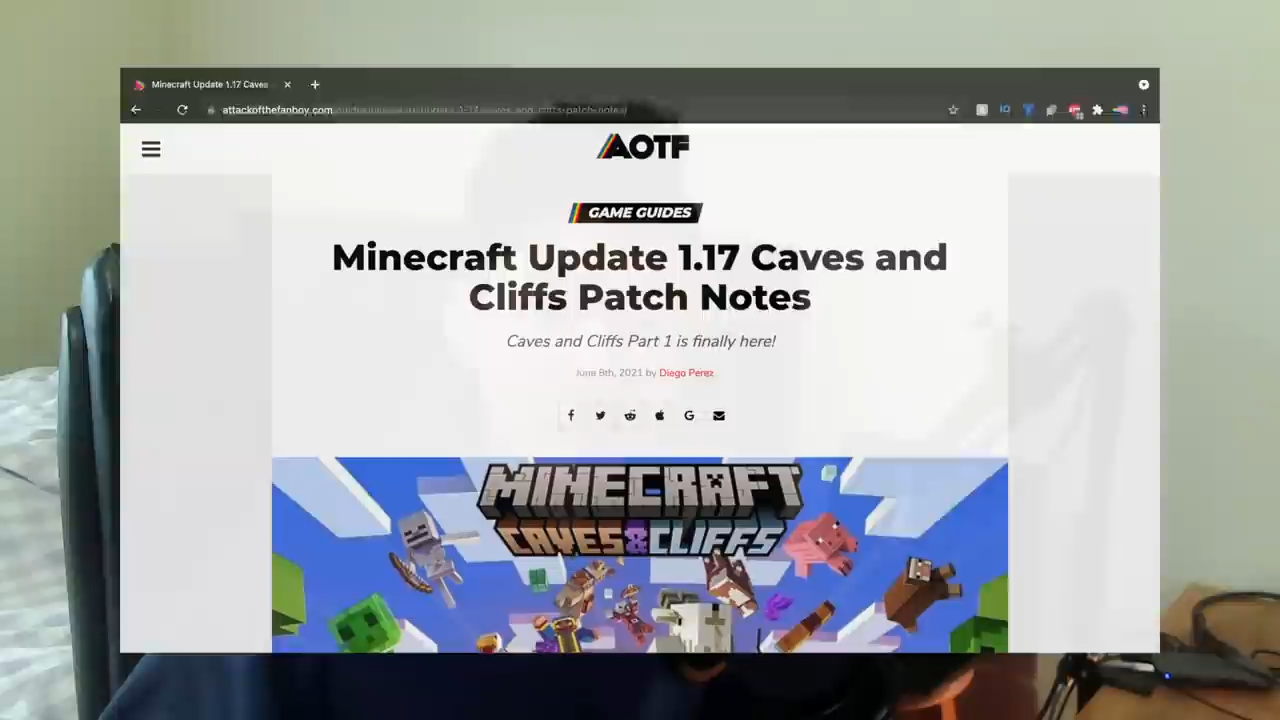 Minecraft Update 1.17 Caves
attackofthefanboy.com
AOTF
GAME GUIDES
Minecraft Update 1.17 Caves and
Cliffs Patch Notes
Caves and Cliffs Part 1 is finally here!
June 8th, 2021 by Diego Perez
MINECRAFT
CAVES & CLIFFS